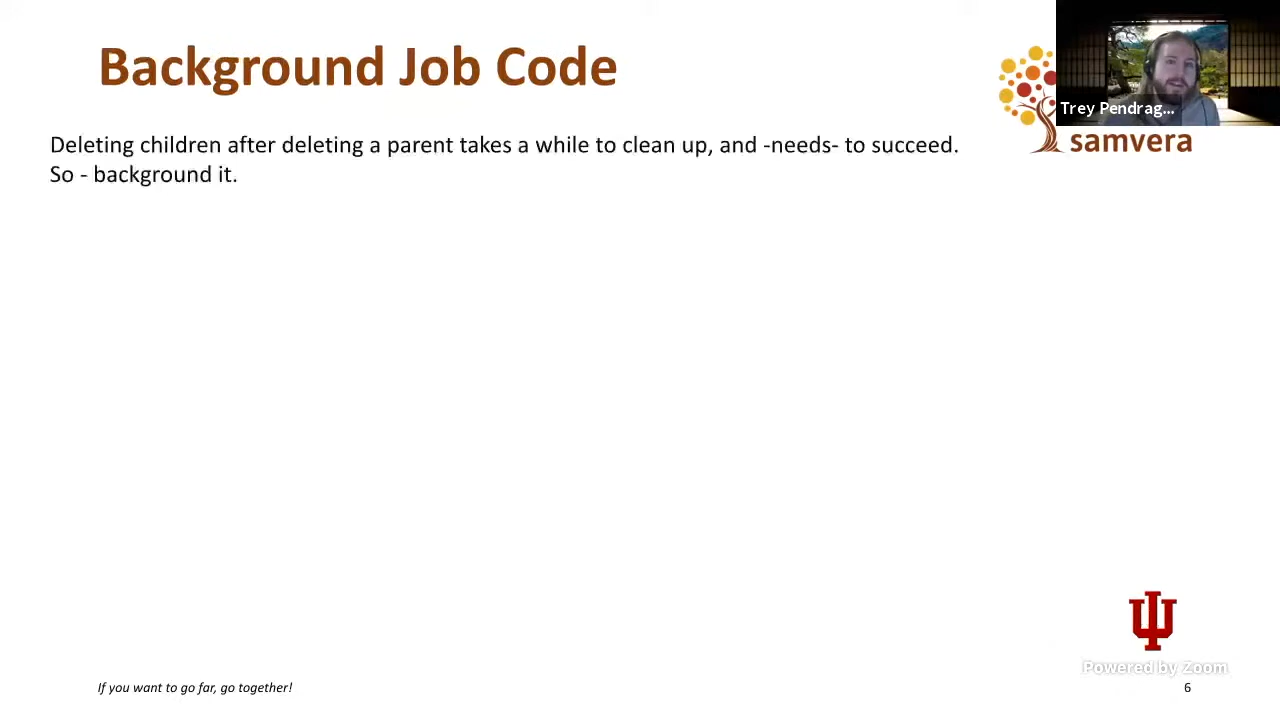 Background Job Code
Trey Pendrag...
samvera
Deleting children after deleting a parent takes a while to clean up, and -needs- to succeed.
So - background it.
Powered by Zoom
If you want to go far, go together!
6